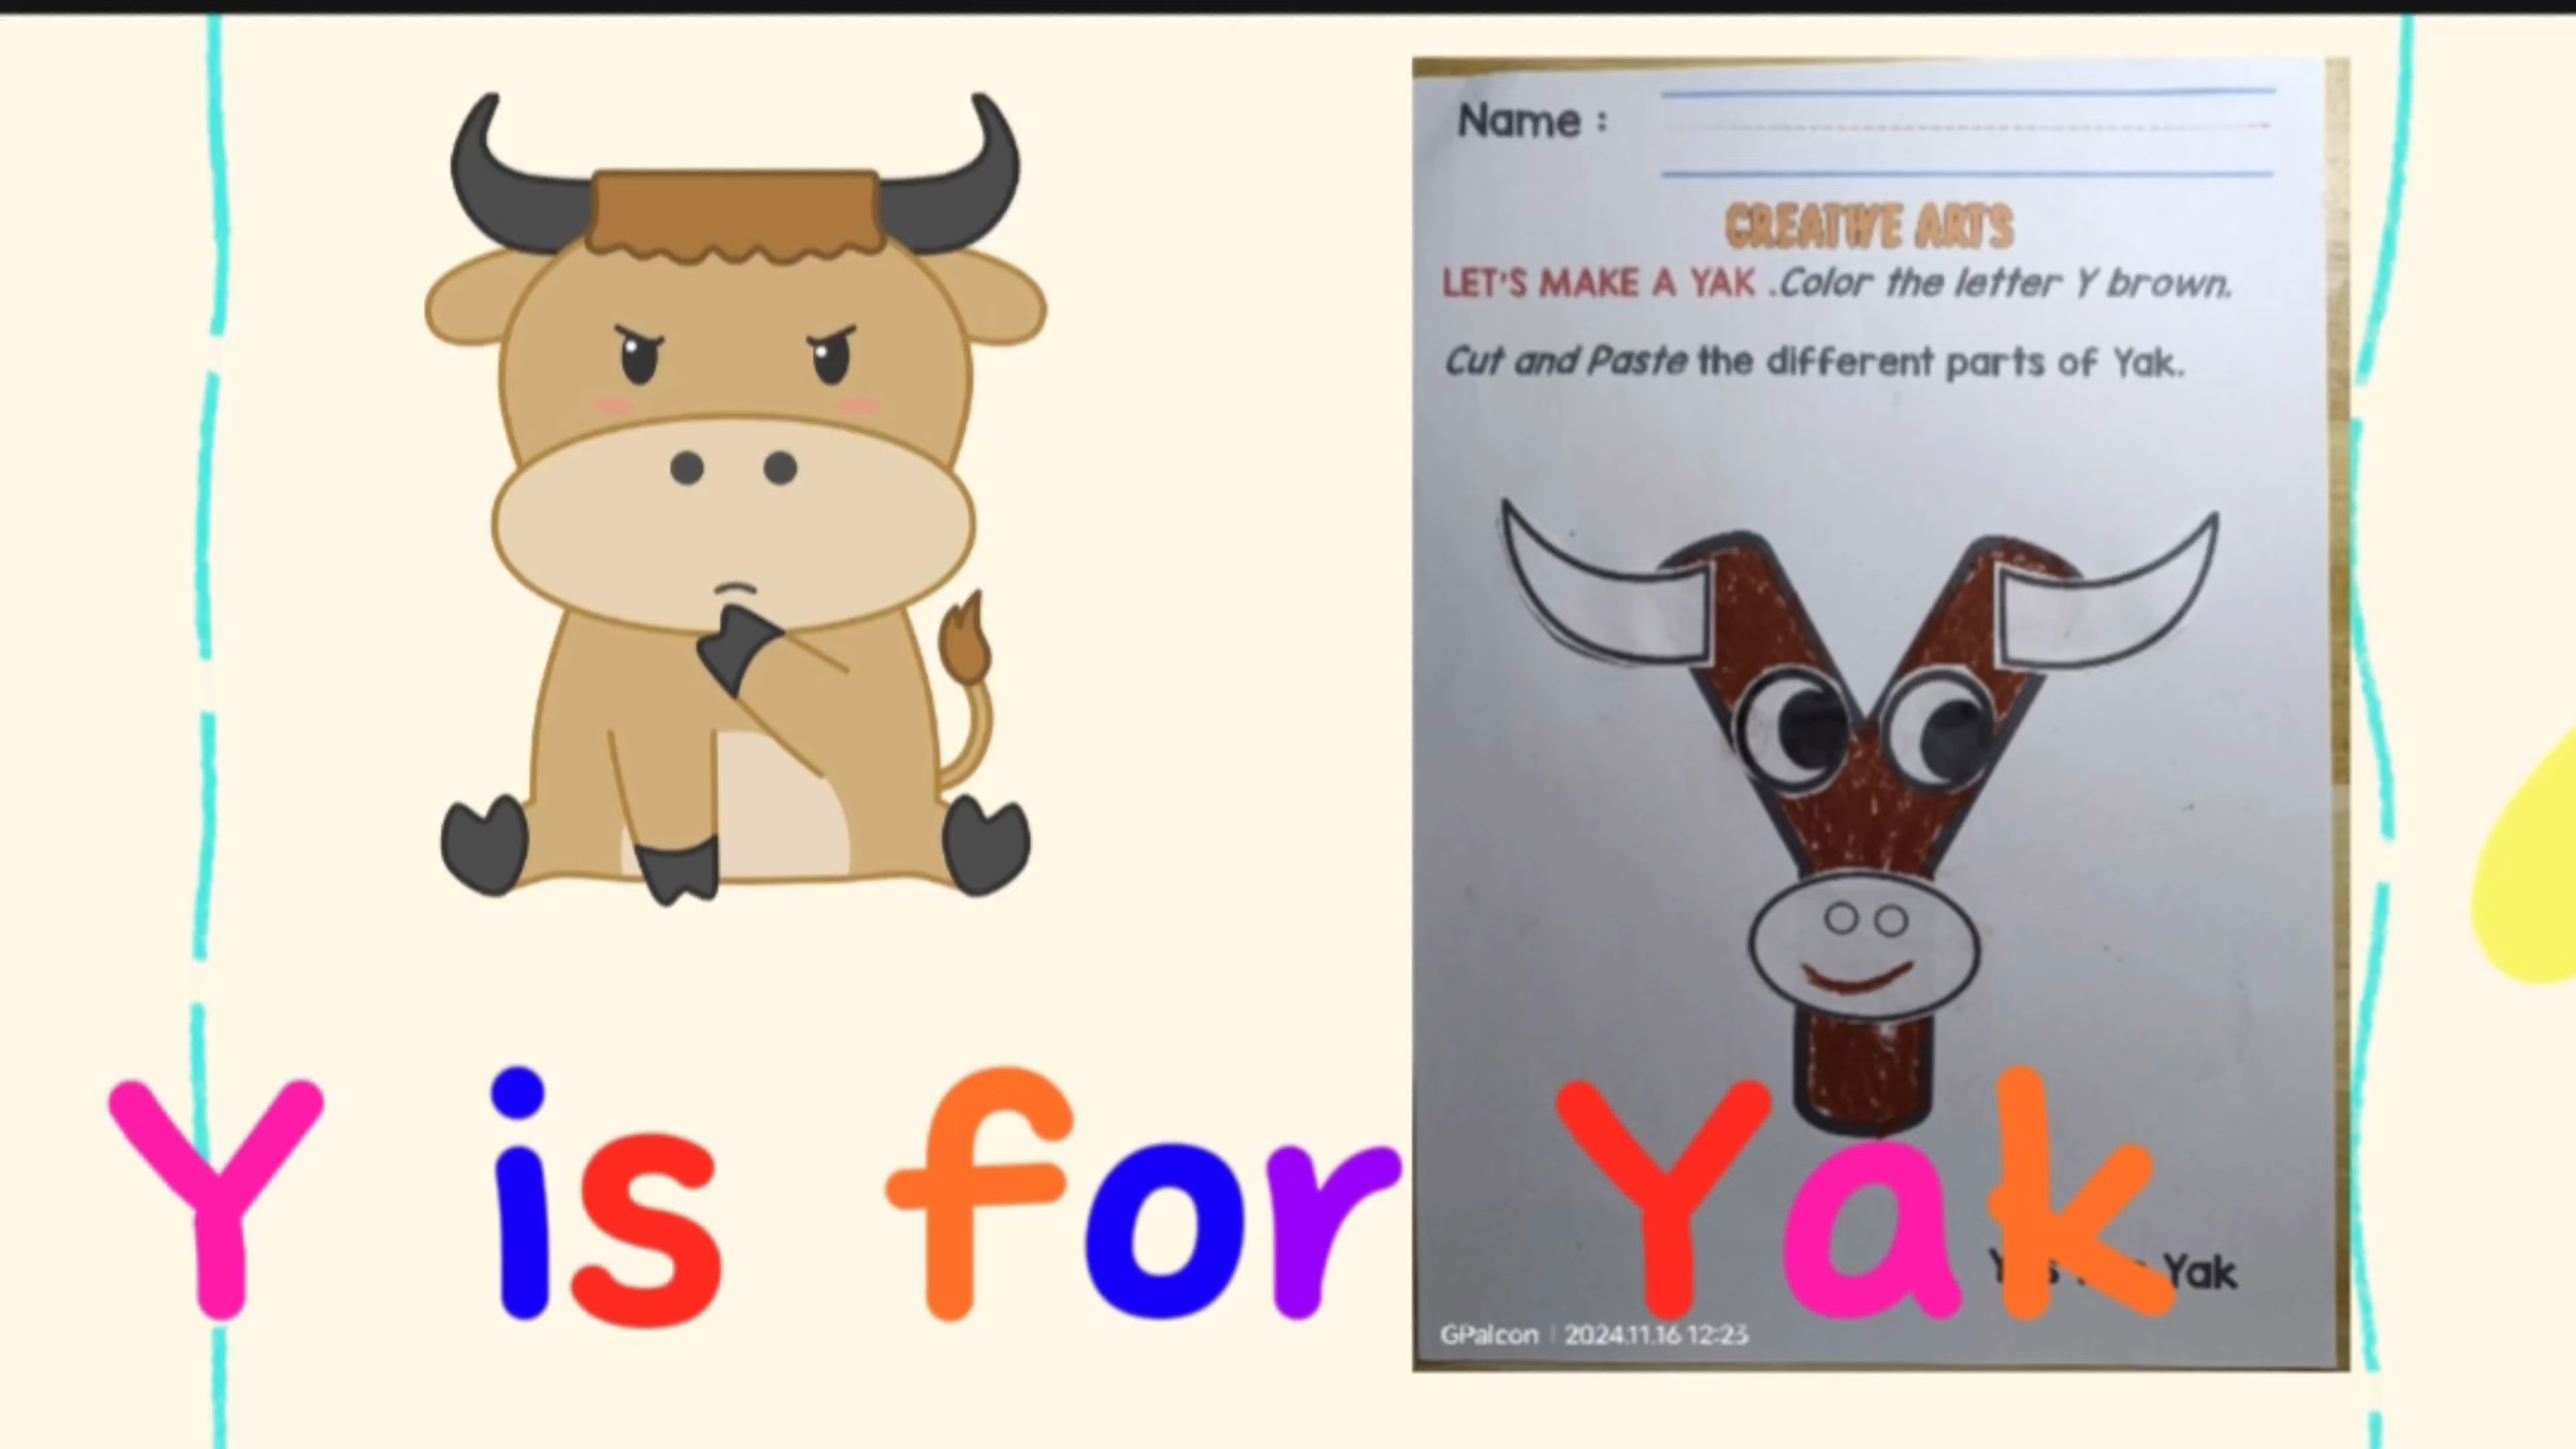 Name :
CREATIVE ARTS
LET'S MAKE A YAK .Color the letter Y brown.
Cut and Paste the different parts of Yak.
Y is for Yak
Yak
GPalcon | 2024.11.16 12:23